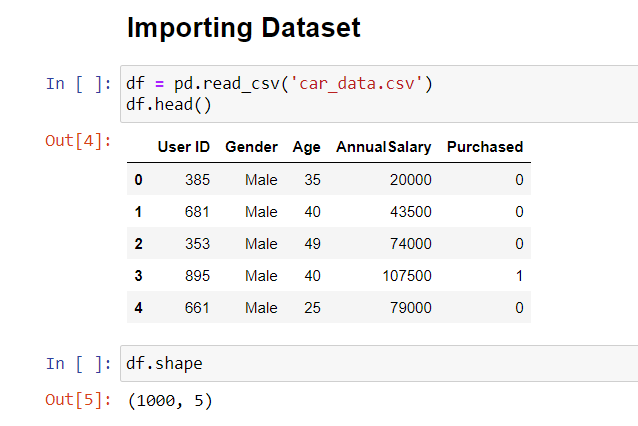 Importing Dataset
In [ ]: df = pd.read_csv('car_data.csv')
df.head()
Out[4]:
User ID Gender Age AnnualSalary Purchased
0 385 Male 35 20000 0
1 681 Male 40 43500 0
2 353 Male 49 74000 0
3 895 Male 40 107500 1
4 661 Male 25 79000 0
In [ ]: df.shape
Out[5]: (1000, 5)